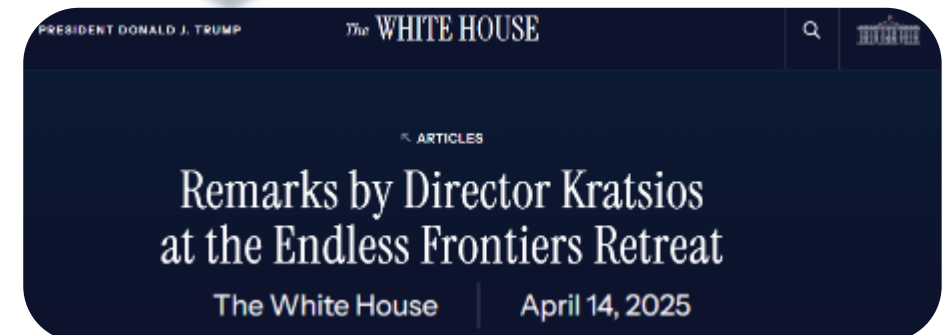 PRESIDENT DONALD J. TRUMP
The WHITE HOUSE
ARTICLES
Remarks by Director Kratsios
at the Endless Frontiers Retreat
The White House
April 14, 2025